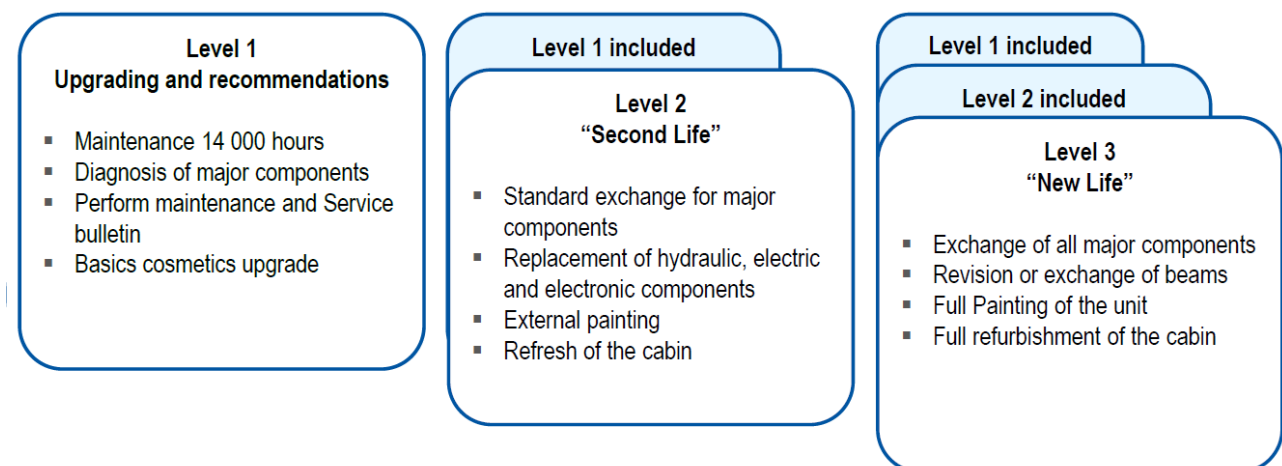 Level 1
Upgrading and recommendations
▪ Maintenance 14 000 hours
▪ Diagnosis of major components
▪ Perform maintenance and Service
bulletin
▪ Basics cosmetics upgrade
Level 1 included
Level 2
“Second Life”
▪ Standard exchange for major
components
▪ Replacement of hydraulic, electric
and electronic components
▪ External painting
▪ Refresh of the cabin
Level 1 included
Level 2 included
Level 3
“New Life”
▪ Exchange of all major components
▪ Revision or exchange of beams
▪ Full Painting of the unit
▪ Full refurbishment of the cabin